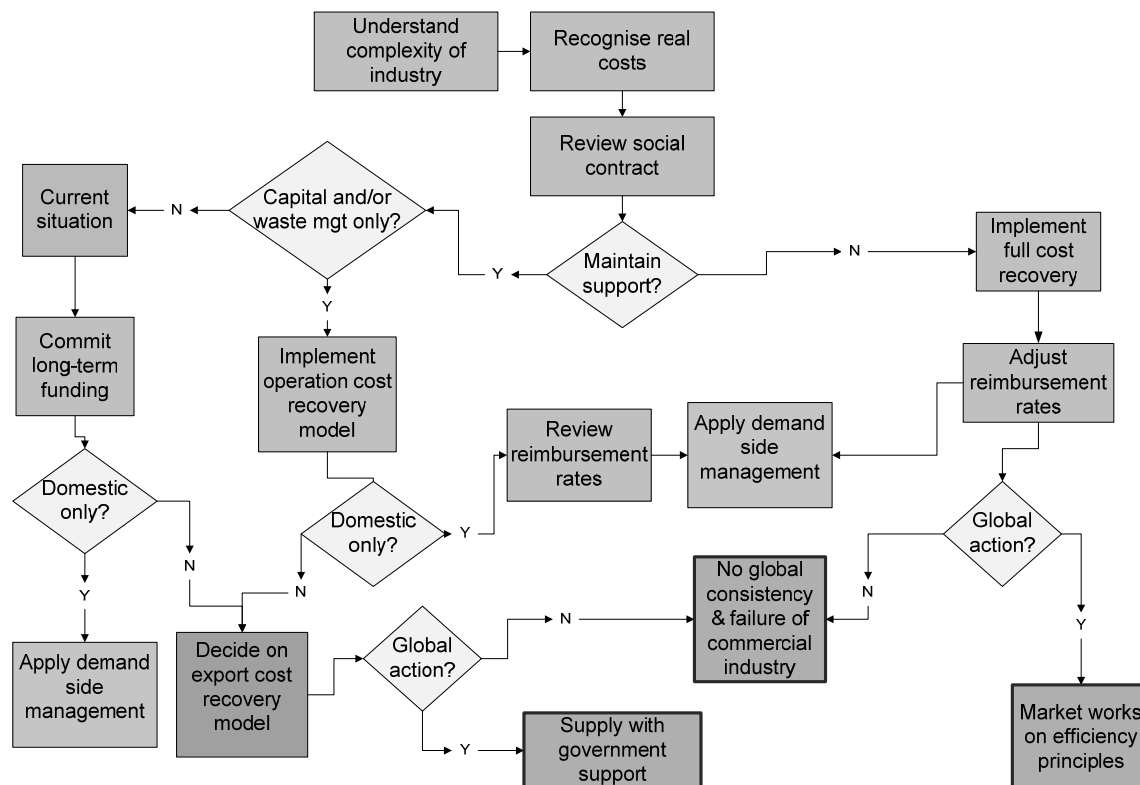 Understand
complexity of
industry
Recognise real
costs
Review social
contract
Capital and/or
waste mgt only?
N
Current
situation
Maintain
support?
Y
N
Implement
full cost
recovery
Y
Commit
long-term
funding
Implement
operation cost
recovery
model
Adjust
reimbursement
rates
Review
reimbursement
rates
Apply demand
side
management
Domestic
only?
Domestic
only?
Y
Global
action?
N
N
Y
No global
consistency
& failure of
commercial
industry
N
Y
Apply demand
side
management
Decide on
export cost
recovery
model
Global
action?
N
Y
Supply with
government
support
Market works
on efficiency
principles